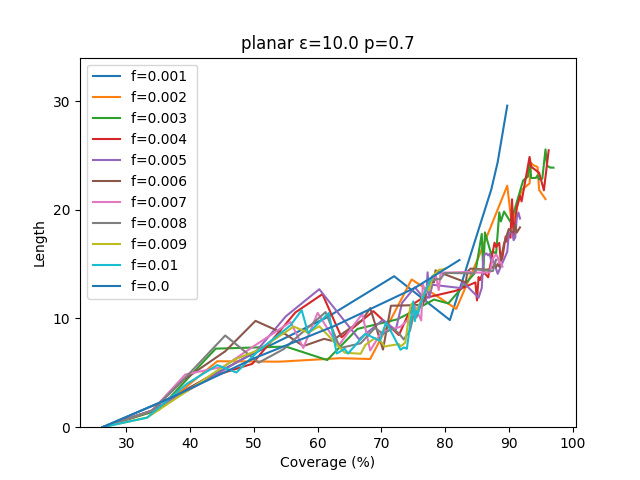 planar ε=10.0 p=0.7
f=0.001
f=0.002
f=0.003
f=0.004
f=0.005
f=0.006
f=0.007
f=0.008
f=0.009
f=0.01
f=0.0
Length
30
20
10
0
30 40 50 60 70 80 90 100
Coverage (%)